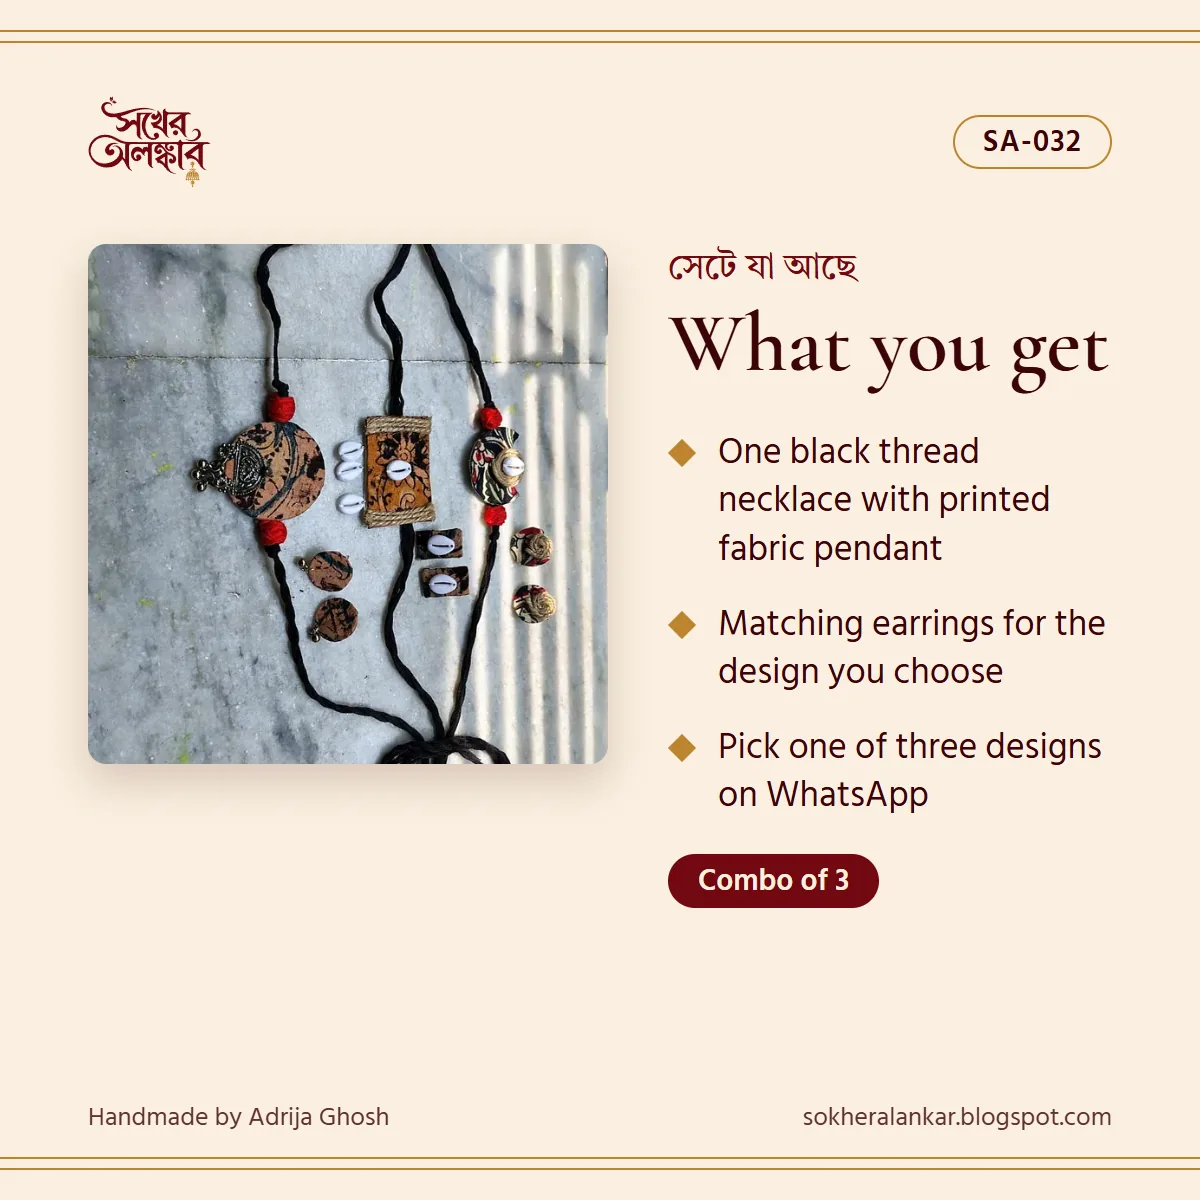 সখের
অলঙ্কার
SA-032
সেটে যা আছে
What you get
One black thread
necklace with printed
fabric pendant
Matching earrings for the
design you choose
Pick one of three designs
on WhatsApp
Combo of 3
Handmade by Adrija Ghosh
sokheralankar.blogspot.com